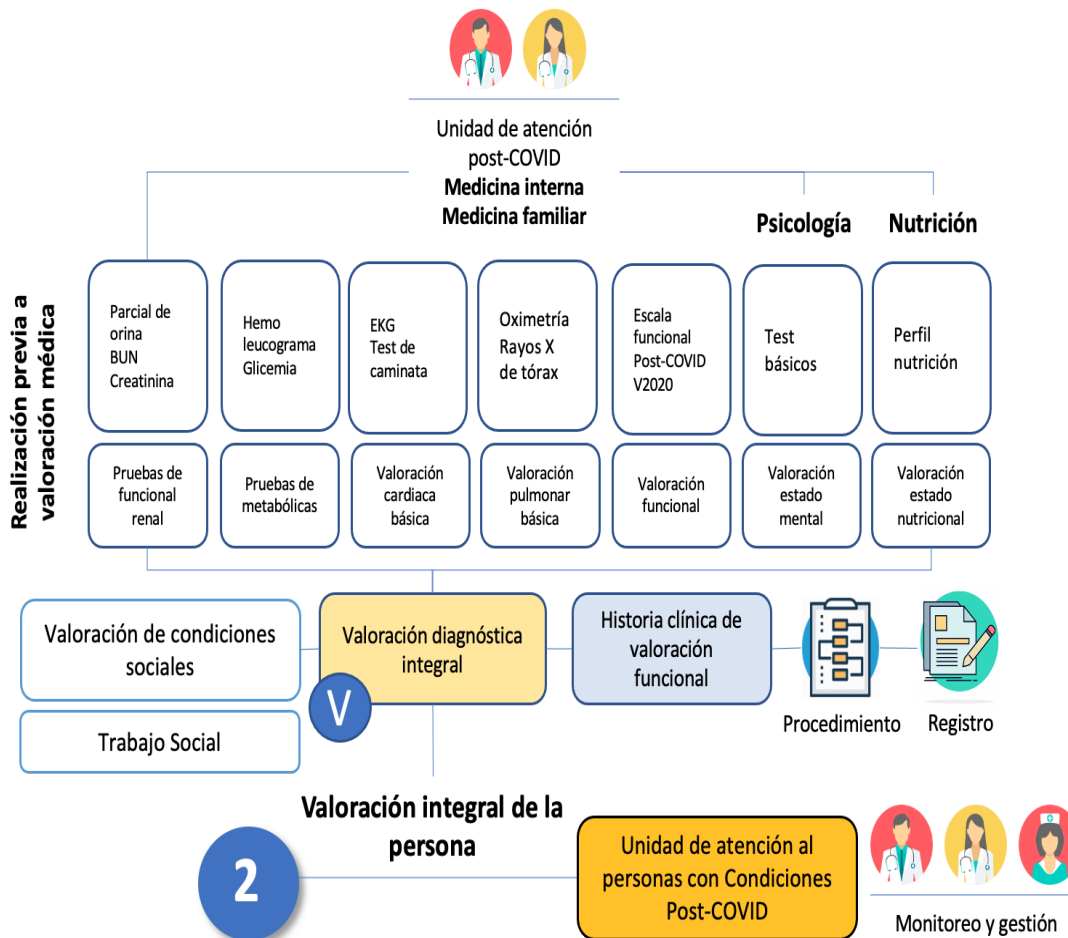 Unidad de atención
post-COVID
Medicina interna
Medicina familiar
Psicología
Nutrición
Realización previa a
valoración médica
Parcial de
orina
BUN
Creatinina
Hemo
leucograma
Glicemia
EKG
Test de
caminata
Oximetría
Rayos X
de tórax
Escala
funcional
Post-COVID
V2020
Test
básicos
Perfil
nutrición
Pruebas de
funcional
renal
Pruebas de
metabólicas
Valoración
cardiaca
básica
Valoración
pulmonar
básica
Valoración
funcional
Valoración
estado
mental
Valoración
estado
nutricional
Valoración de condiciones
sociales
Trabajo Social
Valoración diagnóstica
integral
V
Historia clínica de
valoración
funcional
Procedimiento
Registro
Valoración integral de la
persona
2
Unidad de atención al
personas con Condiciones
Post-COVID
Monitoreo y gestión